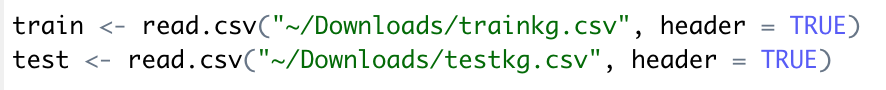 train <- read.csv("~/Downloads/trainkg.csv", header = TRUE)
test <- read.csv("~/Downloads/testkg.csv", header = TRUE)